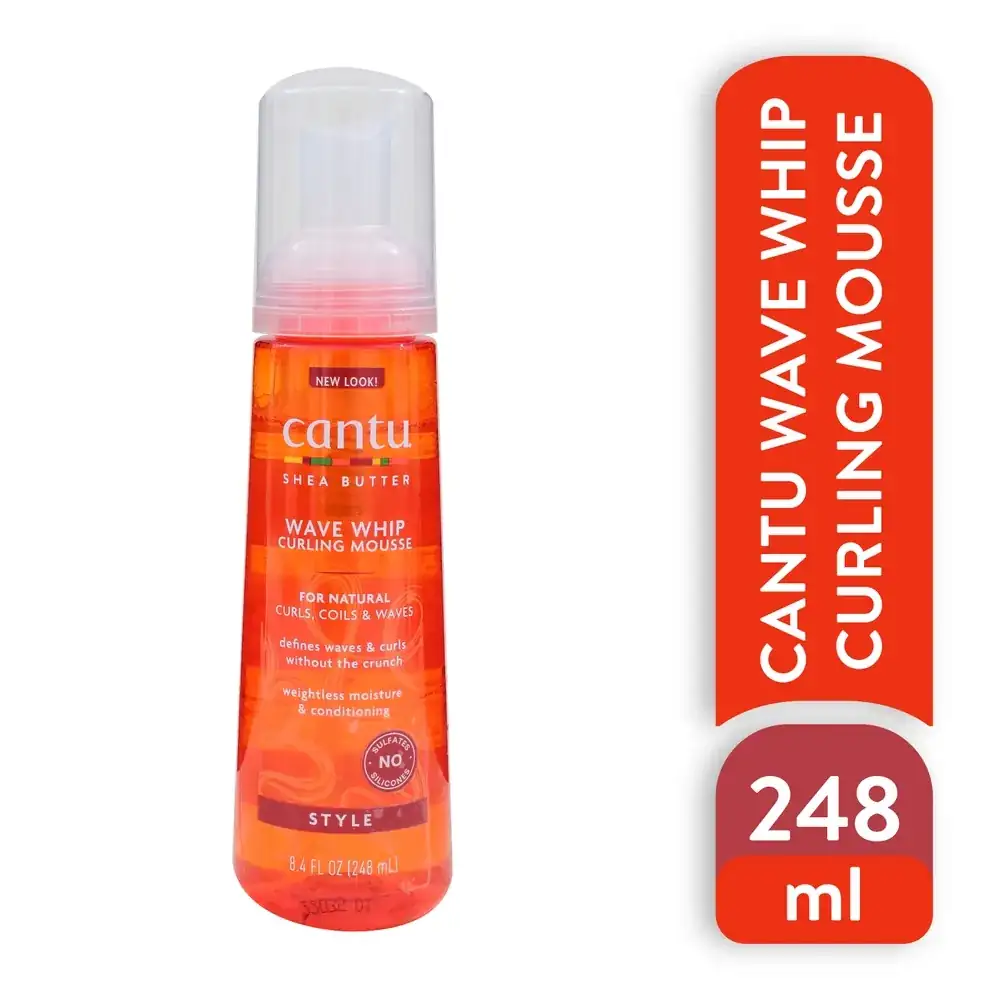 NEW LOOK!
cantu
SHEA BUTTER
WAVE WHIP
CURLING MOUSSE
FOR NATURAL
CURLS, COILS & WAVES
defines waves & curls
without the crunch
weightless moisture
& conditioning
SULFATES
NO
SILICONES
STYLE
8.4 FL OZ (248 mL)
CANTU WAVE WHIP
CURLING MOUSSE
248
ml